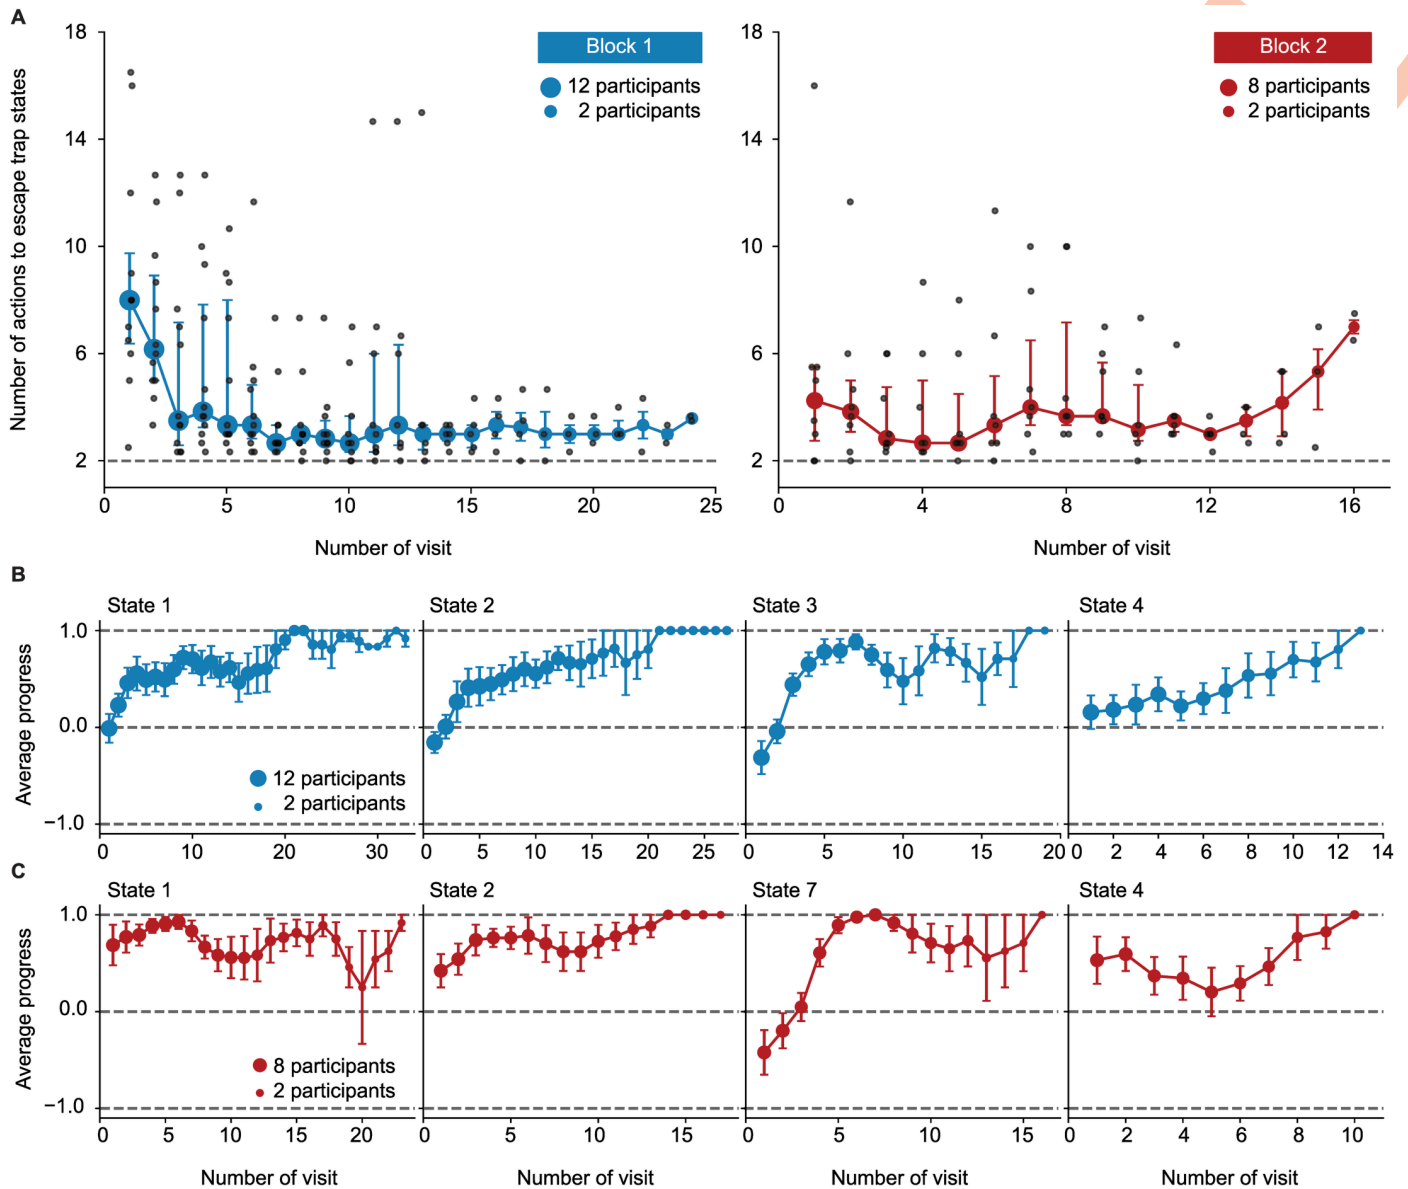 A
Number of actions to escape trap states
18
14
10
6
2
0 5 10 15 20 25
Number of visit
Block 1
12 participants
2 participants
18
14
10
6
2
0 4 8 12 16
Number of visit
Block 2
8 participants
2 participants
B
Average progress
State 1 State 2 State 3 State 4
1.0
0.0
−1.0
12 participants
2 participants
0 10 20 30 0 5 10 15 20 25 0 5 10 15 20 0 2 4 6 8 10 12 14
C
Average progress
State 1 State 2 State 7 State 4
1.0
0.0
−1.0
8 participants
2 participants
0 5 10 15 20 0 5 10 15 0 5 10 15 0 2 4 6 8 10
Number of visit Number of visit Number of visit Number of visit